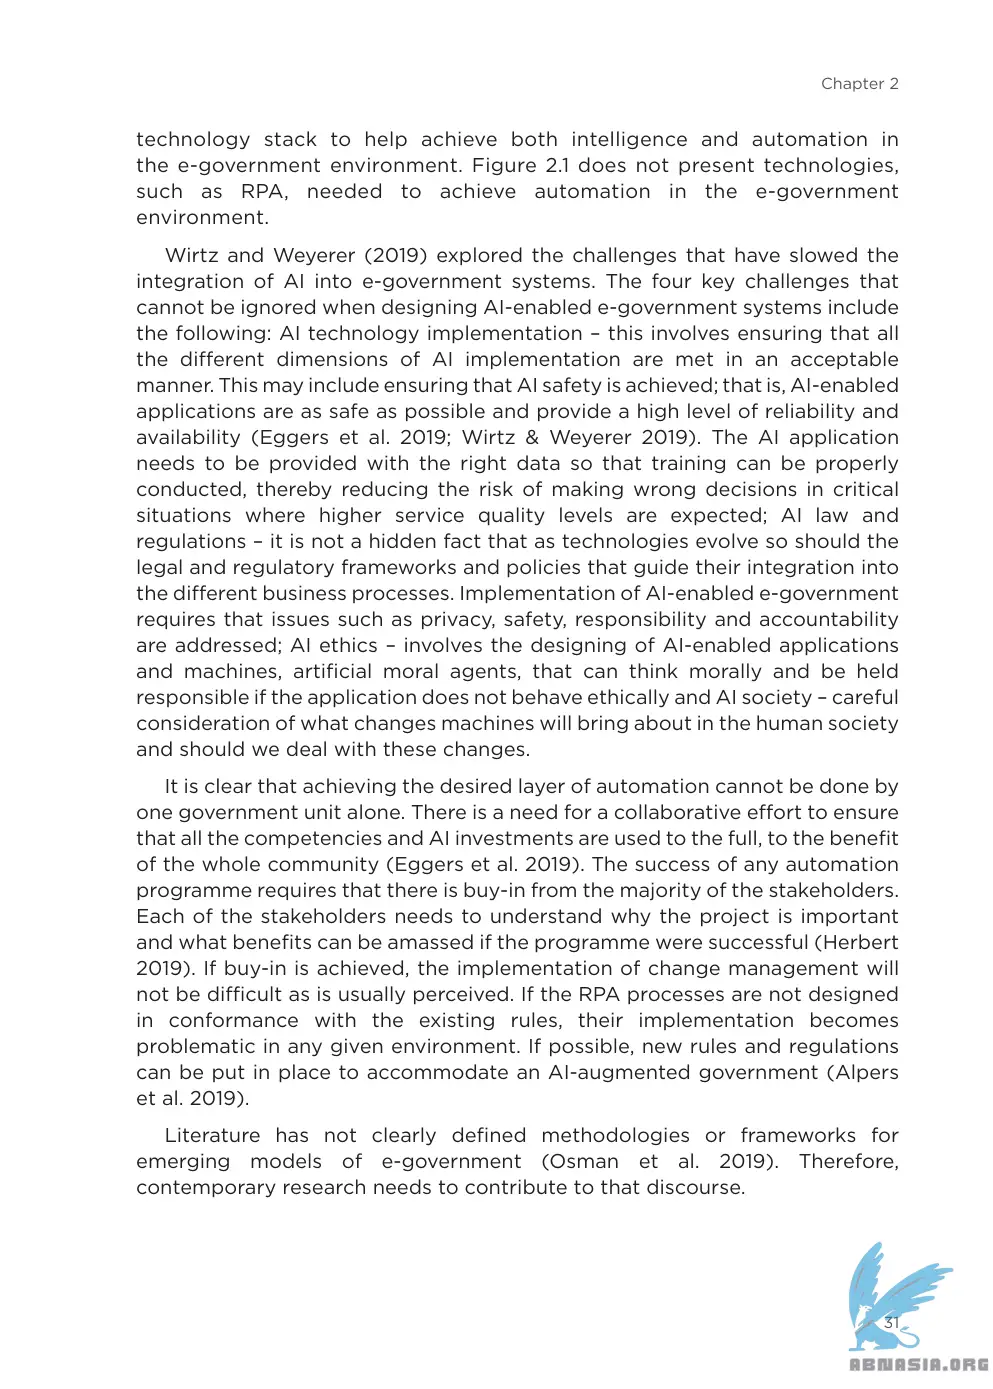 Chapter 2
technology stack to help achieve both intelligence and automation in
the e-government environment. Figure 2.1 does not present technologies,
such as RPA, needed to achieve automation in the e-government
environment.
Wirtz and Weyerer (2019) explored the challenges that have slowed the
integration of AI into e-government systems. The four key challenges that
cannot be ignored when designing AI-enabled e-government systems include
the following: AI technology implementation – this involves ensuring that all
the different dimensions of AI implementation are met in an acceptable
manner. This may include ensuring that AI safety is achieved; that is, AI-enabled
applications are as safe as possible and provide a high level of reliability and
availability (Eggers et al. 2019; Wirtz & Weyerer 2019). The AI application
needs to be provided with the right data so that training can be properly
conducted, thereby reducing the risk of making wrong decisions in critical
situations where higher service quality levels are expected; AI law and
regulations – it is not a hidden fact that as technologies evolve so should the
legal and regulatory frameworks and policies that guide their integration into
the different business processes. Implementation of AI-enabled e-government
requires that issues such as privacy, safety, responsibility and accountability
are addressed; AI ethics – involves the designing of AI-enabled applications
and machines, artificial moral agents, that can think morally and be held
responsible if the application does not behave ethically and AI society – careful
consideration of what changes machines will bring about in the human society
and should we deal with these changes.
It is clear that achieving the desired layer of automation cannot be done by
one government unit alone. There is a need for a collaborative effort to ensure
that all the competencies and AI investments are used to the full, to the benefit
of the whole community (Eggers et al. 2019). The success of any automation
programme requires that there is buy-in from the majority of the stakeholders.
Each of the stakeholders needs to understand why the project is important
and what benefits can be amassed if the programme were successful (Herbert
2019). If buy-in is achieved, the implementation of change management will
not be difficult as is usually perceived. If the RPA processes are not designed
in conformance with the existing rules, their implementation becomes
problematic in any given environment. If possible, new rules and regulations
can be put in place to accommodate an AI-augmented government (Alpers
et al. 2019).
Literature has not clearly defined methodologies or frameworks for
emerging models of e-government (Osman et al. 2019). Therefore,
contemporary research needs to contribute to that discourse.
31
ABNASIA.ORG